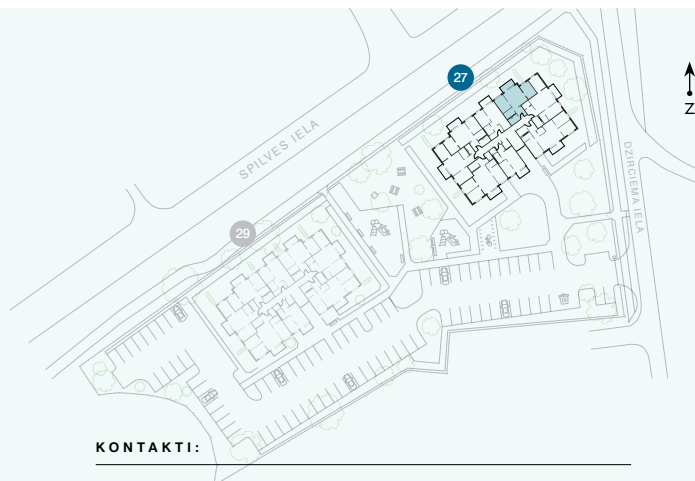 27
Z
SPILVES IELA
DZIRCIEMA IELA
29
KONTAKTI: